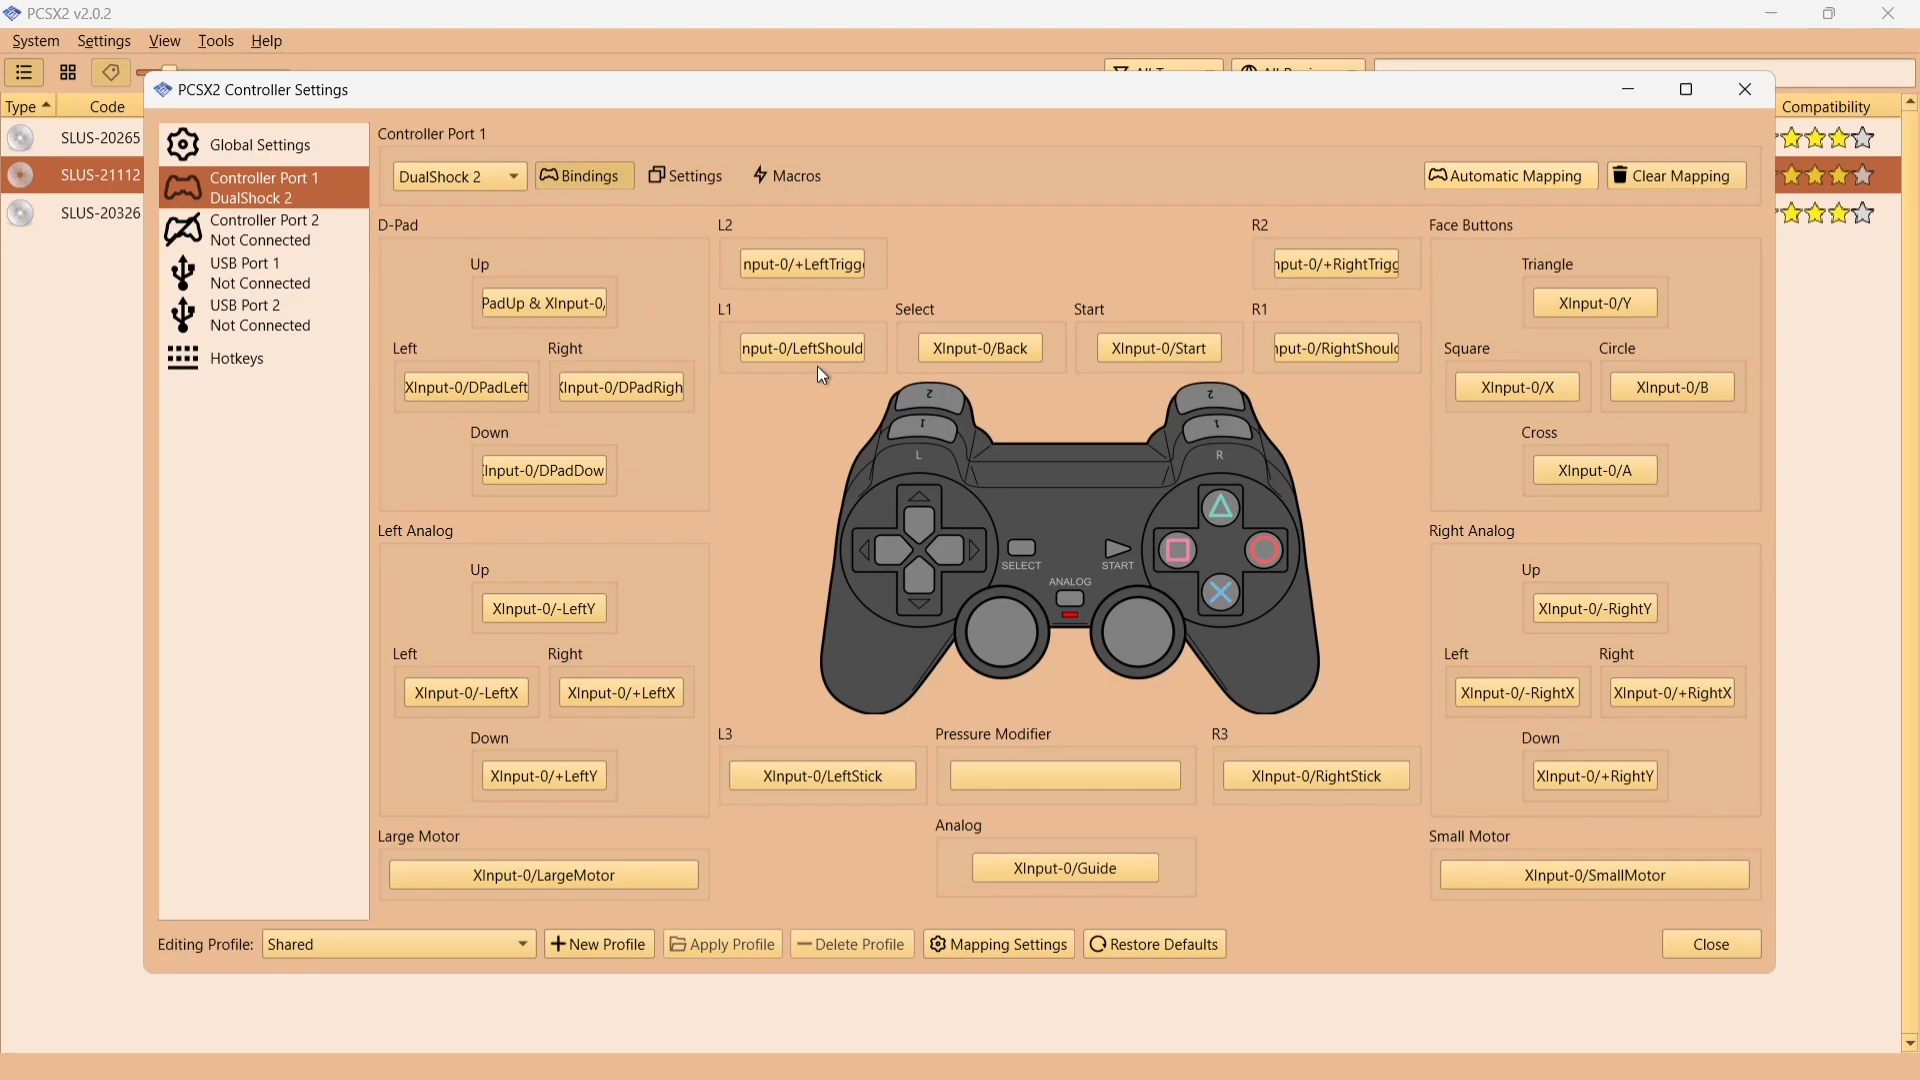 PCSX2 v2.0.2
System Settings View Tools Help
Type Code Compatibility
PCSX2 Controller Settings
SLUS-20265
SLUS-21112
SLUS-20326
Global Settings
Controller Port 1
DualShock 2
Controller Port 2
Not Connected
USB Port 1
Not Connected
USB Port 2
Not Connected
Hotkeys
Controller Port 1
DualShock 2 Bindings Settings Macros Automatic Mapping Clear Mapping
D-Pad L2 R2 Face Buttons
Up nput-0/+LeftTrigg nput-0/+RightTrigg Triangle
PadUp & XInput-0/ L1 Select Start R1 XInput-0/Y
Left Right nput-0/LeftShould XInput-0/Back XInput-0/Start nput-0/RightShould Square Circle
XInput-0/DPadLeft XInput-0/DPadRigh XInput-0/X XInput-0/B
2 2
1 1
Down Cross
L R
Input-0/DPadDow XInput-0/A
Left Analog Right Analog
SELECT START
ANALOG
Up Up
XInput-0/-LeftY XInput-0/-RightY
Left Right Left Right
XInput-0/-LeftX XInput-0/+LeftX XInput-0/-RightX XInput-0/+RightX
Down L3 Pressure Modifier R3 Down
XInput-0/+LeftY XInput-0/LeftStick XInput-0/RightStick XInput-0/+RightY
Large Motor Analog Small Motor
XInput-0/LargeMotor XInput-0/Guide XInput-0/SmallMotor
Editing Profile: Shared New Profile Apply Profile Delete Profile Mapping Settings Restore Defaults Close